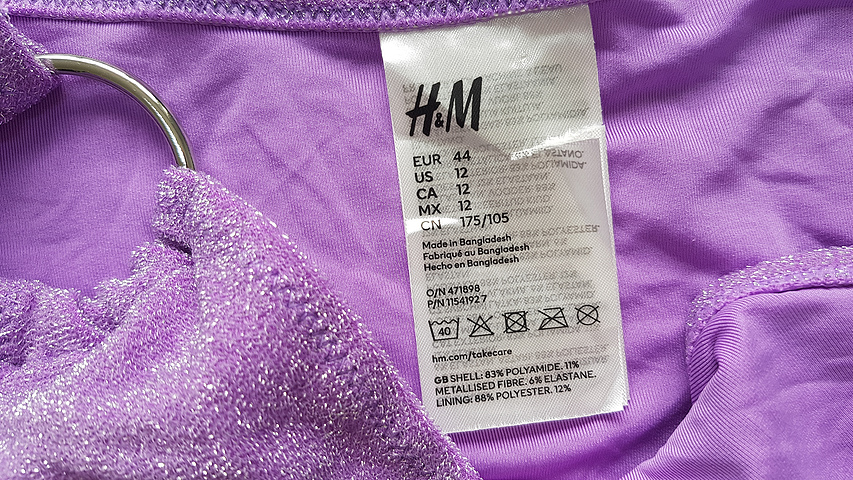 H&M
EUR 44
US 12
CA 12
MX 12
CN 175/105
Made in Bangladesh
Fabriqué au Bangladesh
Hecho en Bangladesh
O/N 471898
P/N 1154192 7
40
hm.com/takecare
GB SHELL: 83% POLYAMIDE. 11%
METALLISED FIBRE. 6% ELASTANE.
LINING: 88% POLYESTER. 12%